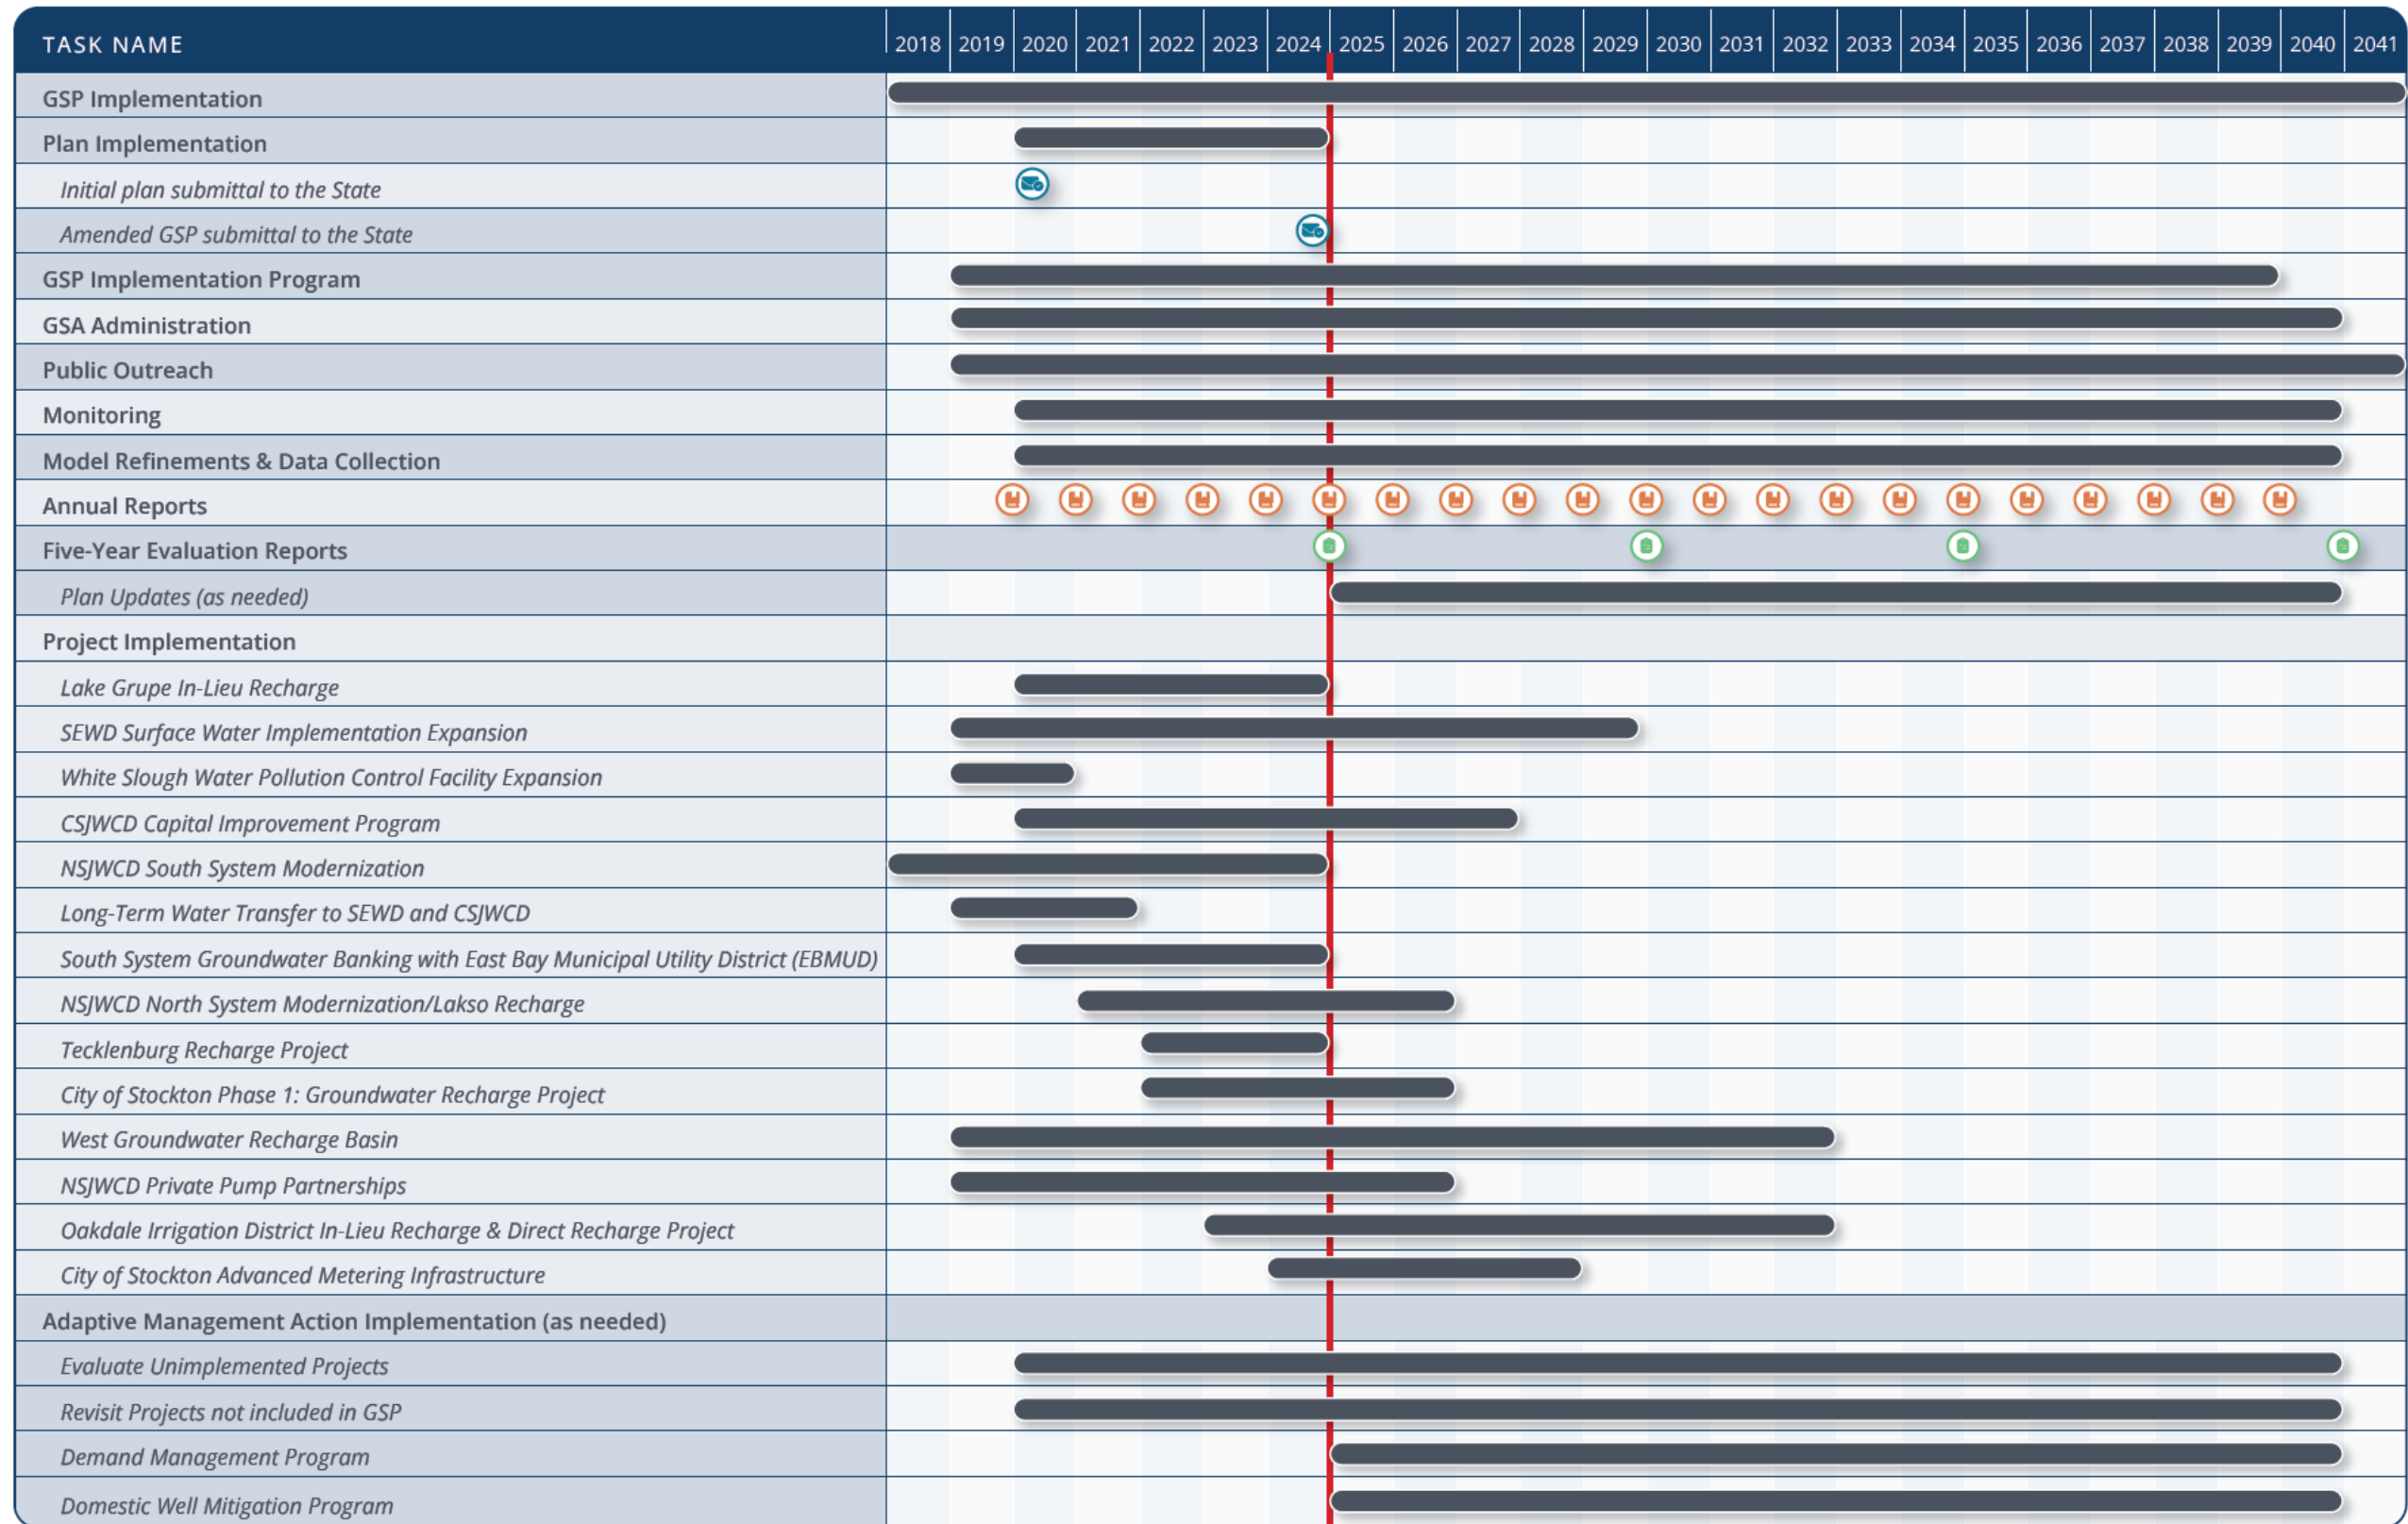 TASK NAME 2018 2019 2020 2021 2022 2023 2024 2025 2026 2027 2028 2029 2030 2031 2032 2033 2034 2035 2036 2037 2038 2039 2040 2041
GSP Implementation
Plan Implementation
Initial plan submittal to the State
Amended GSP submittal to the State
GSP Implementation Program
GSA Administration
Public Outreach
Monitoring
Model Refinements & Data Collection
Annual Reports
Five-Year Evaluation Reports
Plan Updates (as needed)
Project Implementation
Lake Grupe In-Lieu Recharge
SEWD Surface Water Implementation Expansion
White Slough Water Pollution Control Facility Expansion
CSJWCD Capital Improvement Program
NSJWCD South System Modernization
Long-Term Water Transfer to SEWD and CSJWCD
South System Groundwater Banking with East Bay Municipal Utility District (EBMUD)
NSJWCD North System Modernization/Lakso Recharge
Tecklenburg Recharge Project
City of Stockton Phase 1: Groundwater Recharge Project
West Groundwater Recharge Basin
NSJWCD Private Pump Partnerships
Oakdale Irrigation District In-Lieu Recharge & Direct Recharge Project
City of Stockton Advanced Metering Infrastructure
Adaptive Management Action Implementation (as needed)
Evaluate Unimplemented Projects
Revisit Projects not included in GSP
Demand Management Program
Domestic Well Mitigation Program